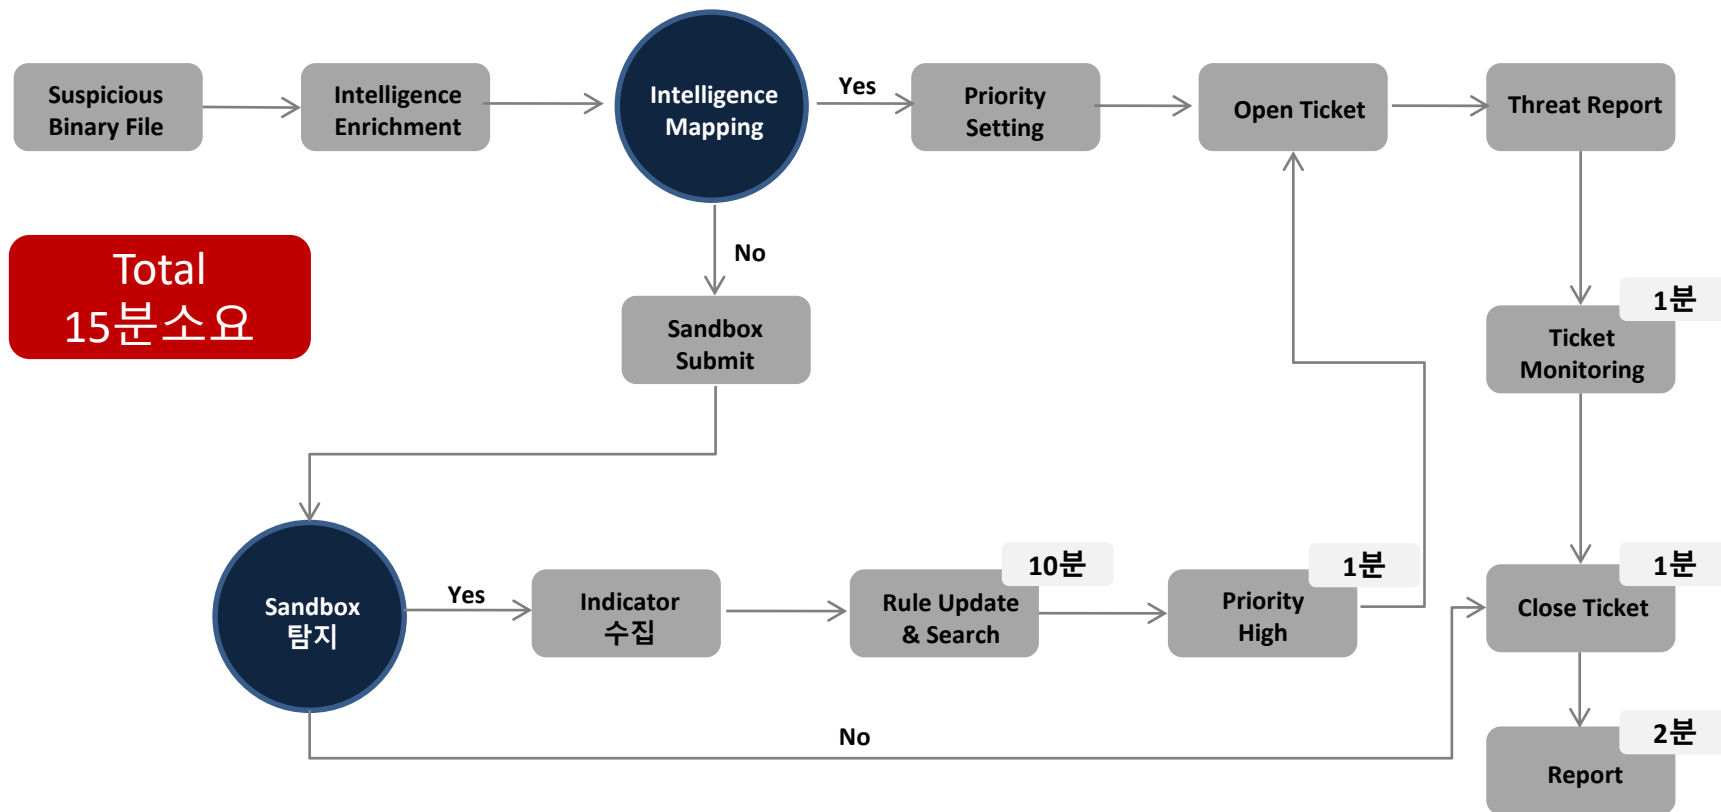 Suspicious
Binary File
Intelligence
Enrichment
Intelligence
Mapping
Yes
Priority
Setting
Open Ticket
Threat Report
Total
15분소요
No
Sandbox
Submit
1분
Ticket
Monitoring
Sandbox
탐지
Yes
Indicator
수집
10분
Rule Update
& Search
1분
Priority
High
1분
Close Ticket
No
2분
Report